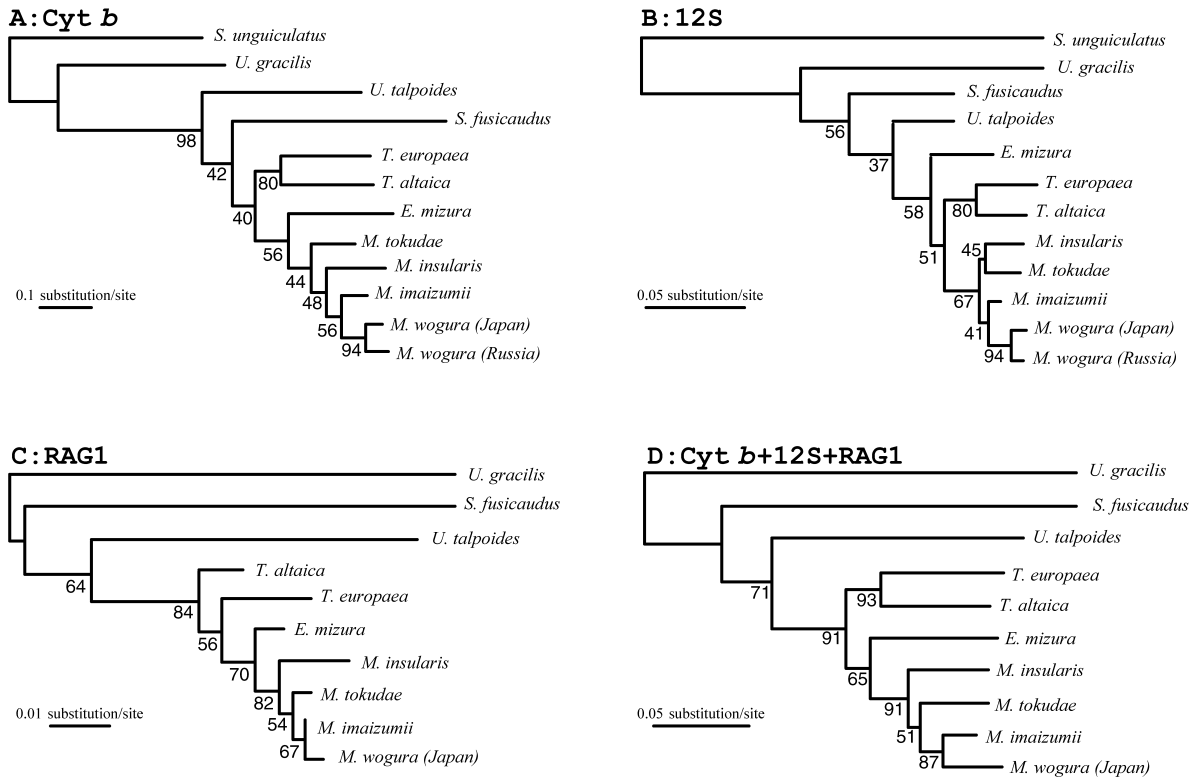 A:Cyt b
S. unguiculatus
U. gracilis
U. talpoides
98
S. fusicaudus
42
T. europaea
80
T. altaica
40
E. mizura
56
M. tokudae
44
M. insularis
48
M. imaizumii
56
M. wogura (Japan)
94
M. wogura (Russia)
0.1 substitution/site
B:12S
S. unguiculatus
U. gracilis
S. fusicaudus
56
U. talpoides
37
E. mizura
58
T. europaea
80
T. altaica
51
M. insularis
45
M. tokudae
67
M. imaizumii
41
M. wogura (Japan)
94
M. wogura (Russia)
0.05 substitution/site
C:RAG1
U. gracilis
S. fusicaudus
U. talpoides
64
T. altaica
84
T. europaea
56
E. mizura
70
M. insularis
82
M. tokudae
54
M. imaizumii
67
M. wogura (Japan)
0.01 substitution/site
D:Cyt b+12S+RAG1
U. gracilis
S. fusicaudus
U. talpoides
71
T. europaea
93
T. altaica
91
E. mizura
65
M. insularis
91
M. tokudae
51
M. imaizumii
87
M. wogura (Japan)
0.05 substitution/site